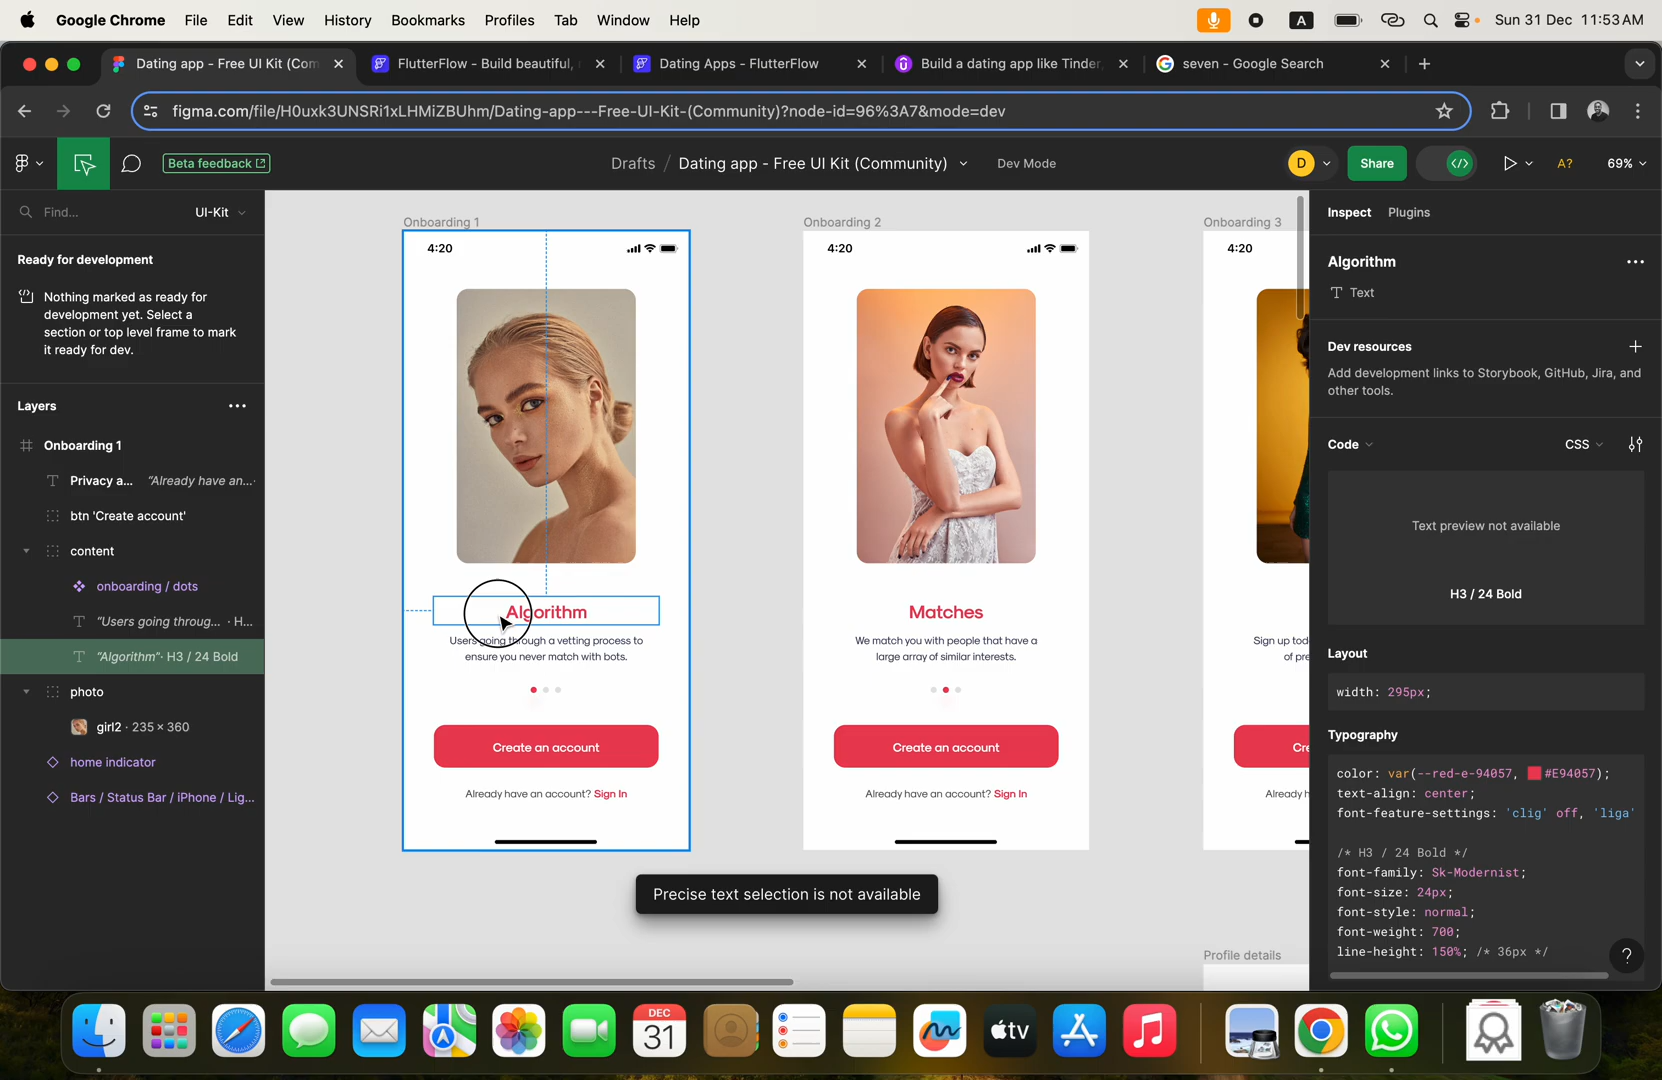 Google Chrome File Edit View History Bookmarks Profiles Tab Window Help A Sun 31 Dec 11:53 AM
Dating app - Free UI Kit (Com FlutterFlow - Build beautiful, Dating Apps - FlutterFlow Build a dating app like Tinder, seven - Google Search
figma.com/file/H0uxk3UNSRi1xLHMiZBUhm/Dating-app---Free-UI-Kit-(Community)?node-id=96%3A7&mode=dev
Beta feedback Drafts / Dating app - Free UI Kit (Community) Dev Mode D Share A? 69%
Find... UI-Kit
Ready for development
Nothing marked as ready for
development yet. Select a
section or top level frame to mark
it ready for dev.
Layers
Onboarding 1
Privacy a... “Already have an...
btn 'Create account'
content
onboarding / dots
“Users going throug... · H...
“Algorithm” · H3 / 24 Bold
photo
girl2 · 235 × 360
home indicator
Bars / Status Bar / iPhone / Lig...
Onboarding 1
4:20
Algorithm
Users going through a vetting process to
ensure you never match with bots.
Create an account
Already have an account? Sign In
Onboarding 2
4:20
Matches
We match you with people that have a
large array of similar interests.
Create an account
Already have an account? Sign In
Onboarding 3
4:20
Sign up tod
of pre
Cre
Already h
Precise text selection is not available
Profile details
Inspect Plugins
Algorithm
Text
Dev resources
Add development links to Storybook, GitHub, Jira, and
other tools.
Code CSS
Text preview not available
H3 / 24 Bold
Layout
width: 295px;
Typography
color: var(--red-e-94057, #E94057);
text-align: center;
font-feature-settings: 'clig' off, 'liga'
/* H3 / 24 Bold */
font-family: Sk-Modernist;
font-size: 24px;
font-style: normal;
font-weight: 700;
line-height: 150%; /* 36px */
?
DEC
31
tv